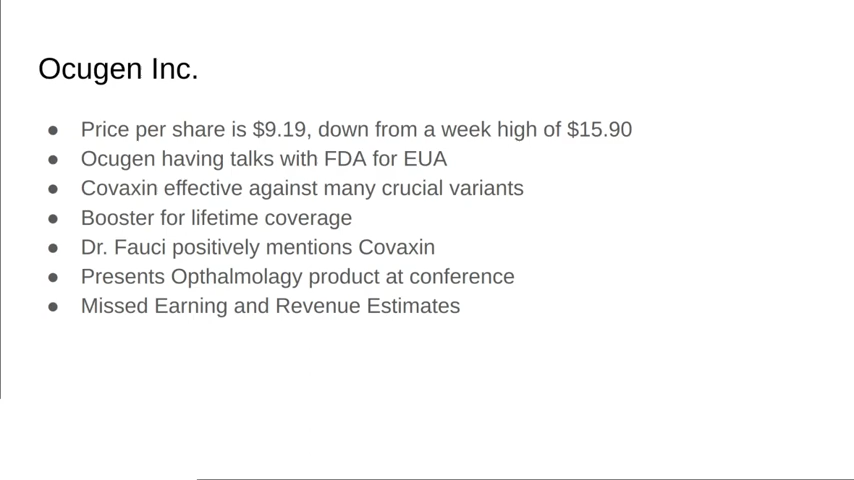 Ocugen Inc.
● Price per share is $9.19, down from a week high of $15.90
● Ocugen having talks with FDA for EUA
● Covaxin effective against many crucial variants
● Booster for lifetime coverage
● Dr. Fauci positively mentions Covaxin
● Presents Opthalmolagy product at conference
● Missed Earning and Revenue Estimates